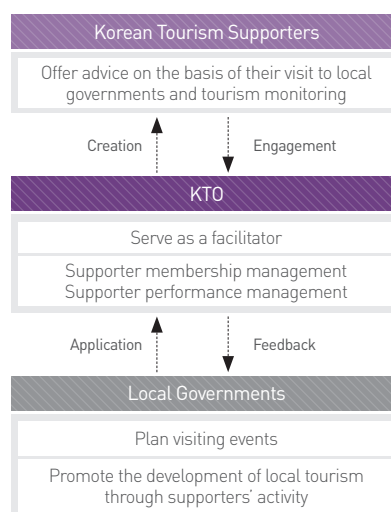 Korean Tourism Supporters
Offer advice on the basis of their visit to local
governments and tourism monitoring
Creation
Engagement
KTO
Serve as a facilitator
Supporter membership management
Supporter performance management
Application
Feedback
Local Governments
Plan visiting events
Promote the development of local tourism
through supporters’ activity